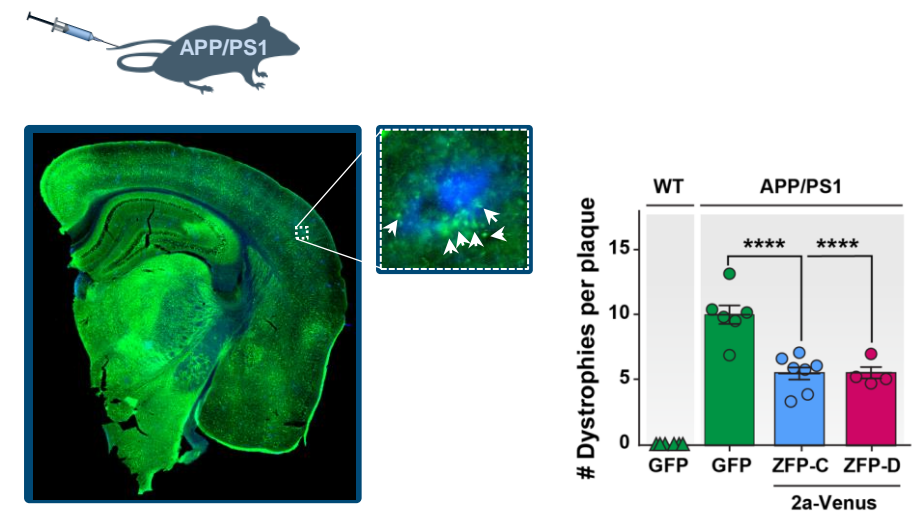 APP/PS1
WT APP/PS1
# Dystrophies per plaque
15
10
5
0
**** ****
GFP GFP ZFP-C ZFP-D
2a-Venus